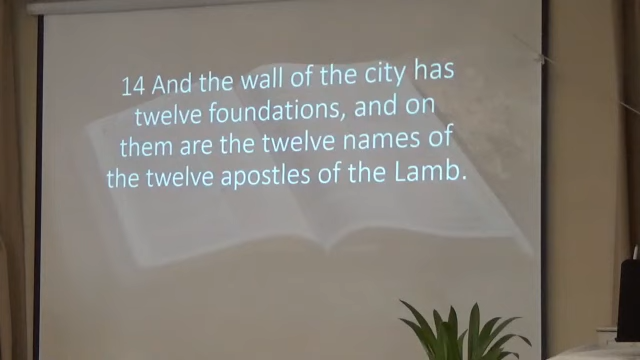 14 And the wall of the city has
twelve foundations, and on
them are the twelve names of
the twelve apostles of the Lamb.